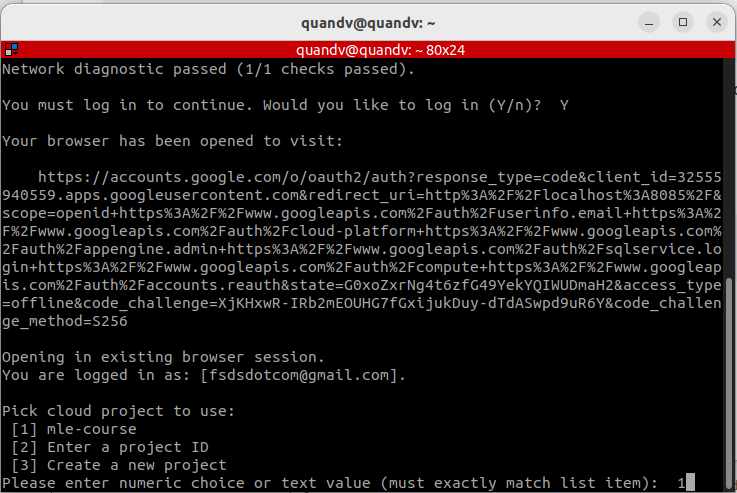 quandv@quandv: ~
quandv@quandv: ~ 80x24
Network diagnostic passed (1/1 checks passed).
You must log in to continue. Would you like to log in (Y/n)?  Y
Your browser has been opened to visit:
    https://accounts.google.com/o/oauth2/auth?response_type=code&client_id=32555
940559.apps.googleusercontent.com&redirect_uri=http%3A%2F%2Flocalhost%3A8085%2F&
scope=openid+https%3A%2F%2Fwww.googleapis.com%2Fauth%2Fuserinfo.email+https%3A%2
F%2Fwww.googleapis.com%2Fauth%2Fcloud-platform+https%3A%2F%2Fwww.googleapis.com%
2Fauth%2Fappengine.admin+https%3A%2F%2Fwww.googleapis.com%2Fauth%2Fsqlservice.lo
gin+https%3A%2F%2Fwww.googleapis.com%2Fauth%2Fcompute+https%3A%2F%2Fwww.googleap
is.com%2Fauth%2Faccounts.reauth&state=G0xoZxrNg4t6zfG49YekYQIWUDmaH2&access_type
=offline&code_challenge=XjKHxwR-IRb2mEOUHG7fGxijukDuy-dTdASwpd9uR6Y&code_challen
ge_method=S256
Opening in existing browser session.
You are logged in as: [fsdsdotcom@gmail.com].
Pick cloud project to use:
 [1] mle-course
 [2] Enter a project ID
 [3] Create a new project
Please enter numeric choice or text value (must exactly match list item):  1